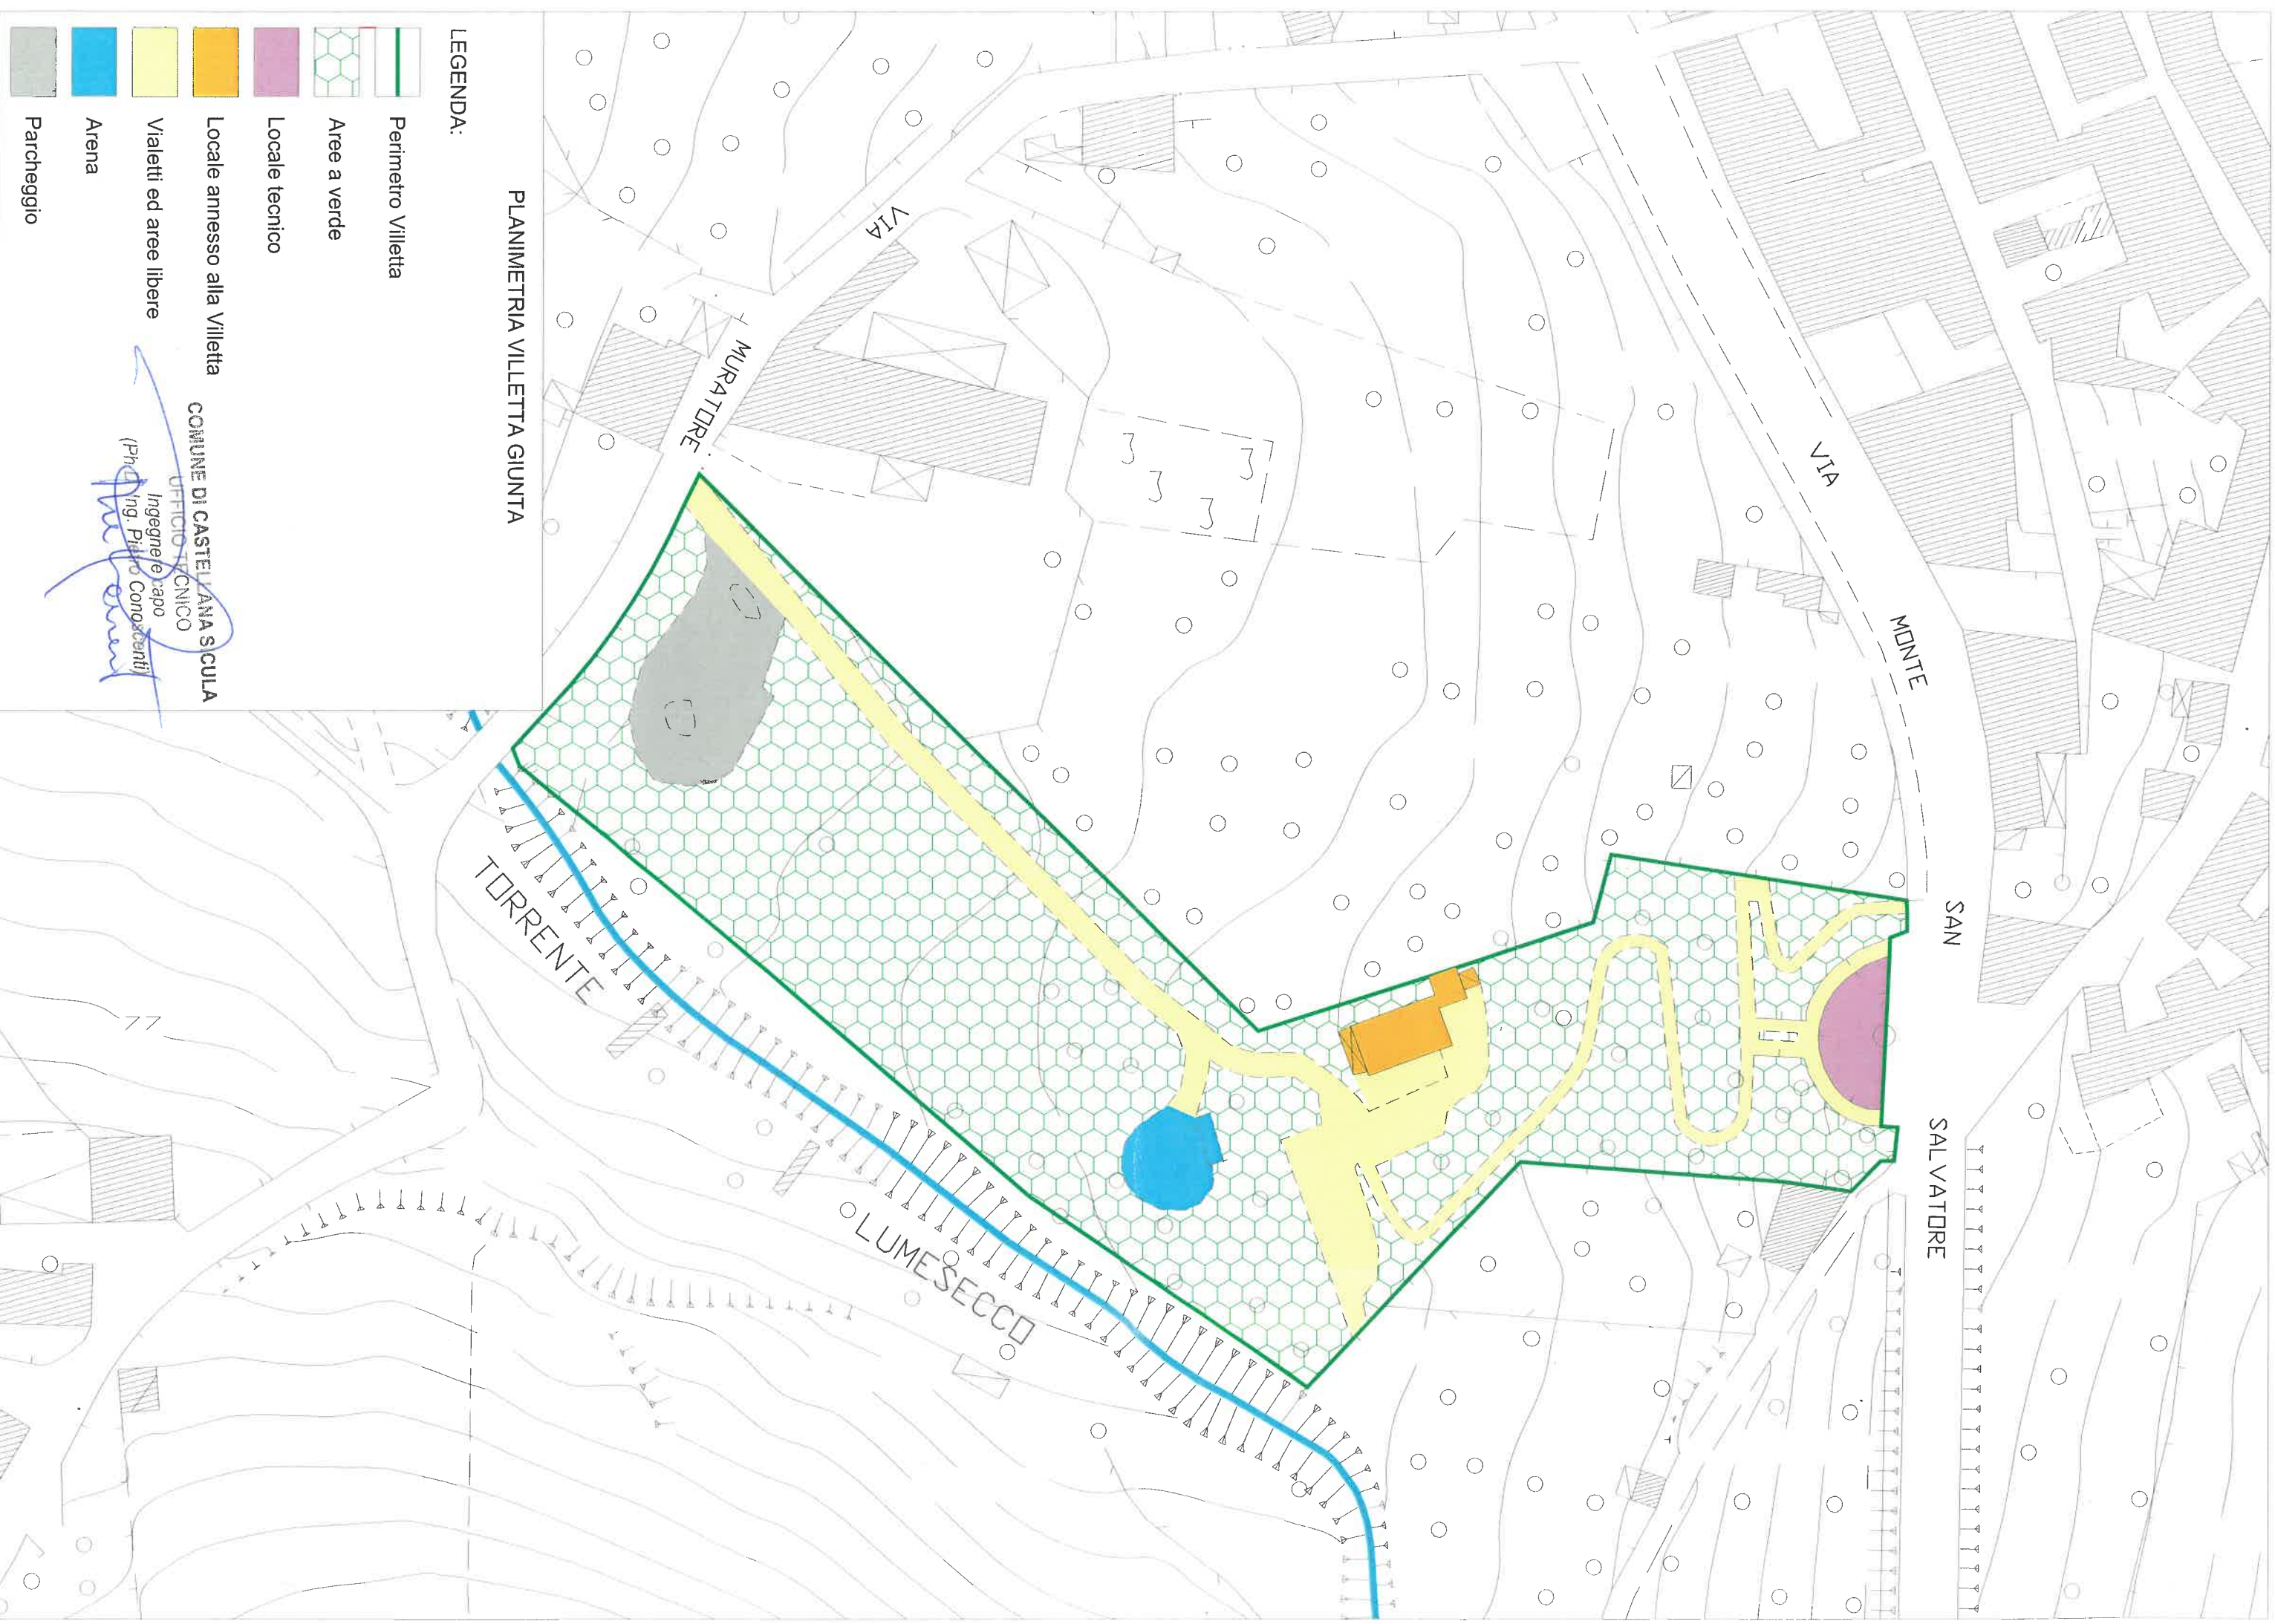 PLANIMETRIA VILLETTA GIUNTA
LEGENDA:
Perimetro Villetta
Aree a verde
Locale tecnico
Locale annesso alla Villetta
Vialetti ed aree libere
Arena
Parcheggio
COMUNE DI CASTELLANA SICULA
UFFICIO TECNICO
Ingegnere capo
(Ph.D. Ing. Pietro Conoscenti)
VIA MURATORE
VIA MONTE SAN SALVATORE
TORRENTE LUMESECCO